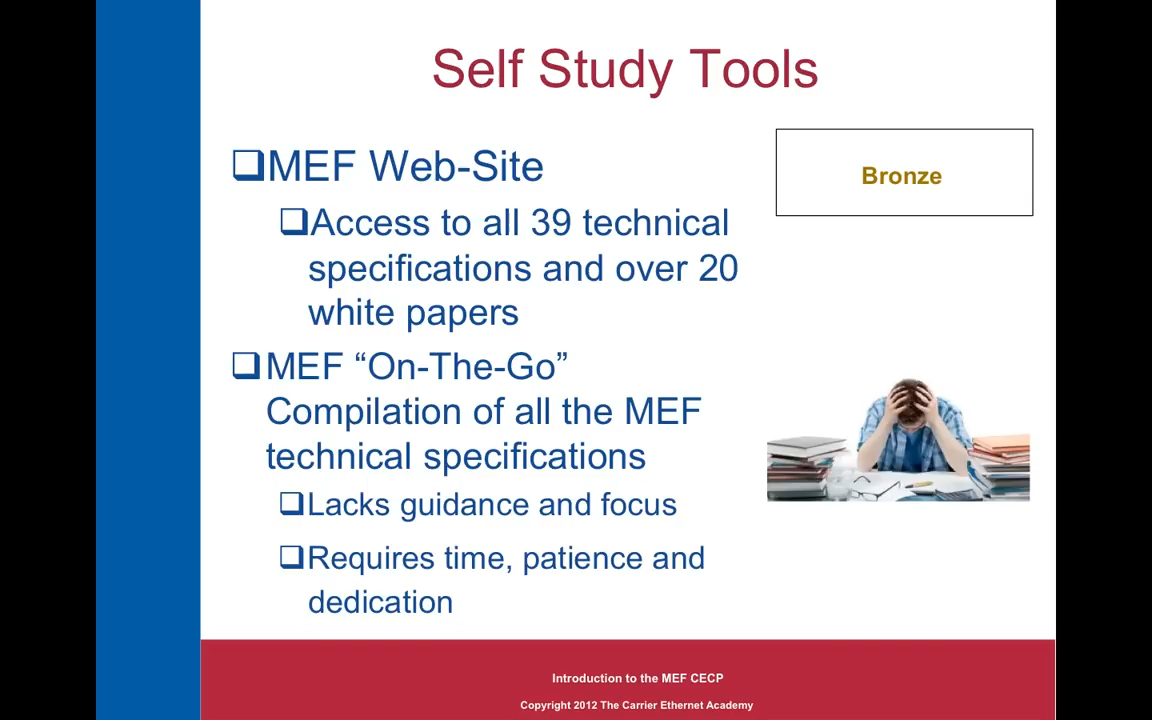 Self Study Tools
MEF Web-Site
Access to all 39 technical
specifications and over 20
white papers
MEF “On-The-Go”
Compilation of all the MEF
technical specifications
Lacks guidance and focus
Requires time, patience and
dedication
Bronze
Introduction to the MEF CECP
Copyright 2012 The Carrier Ethernet Academy